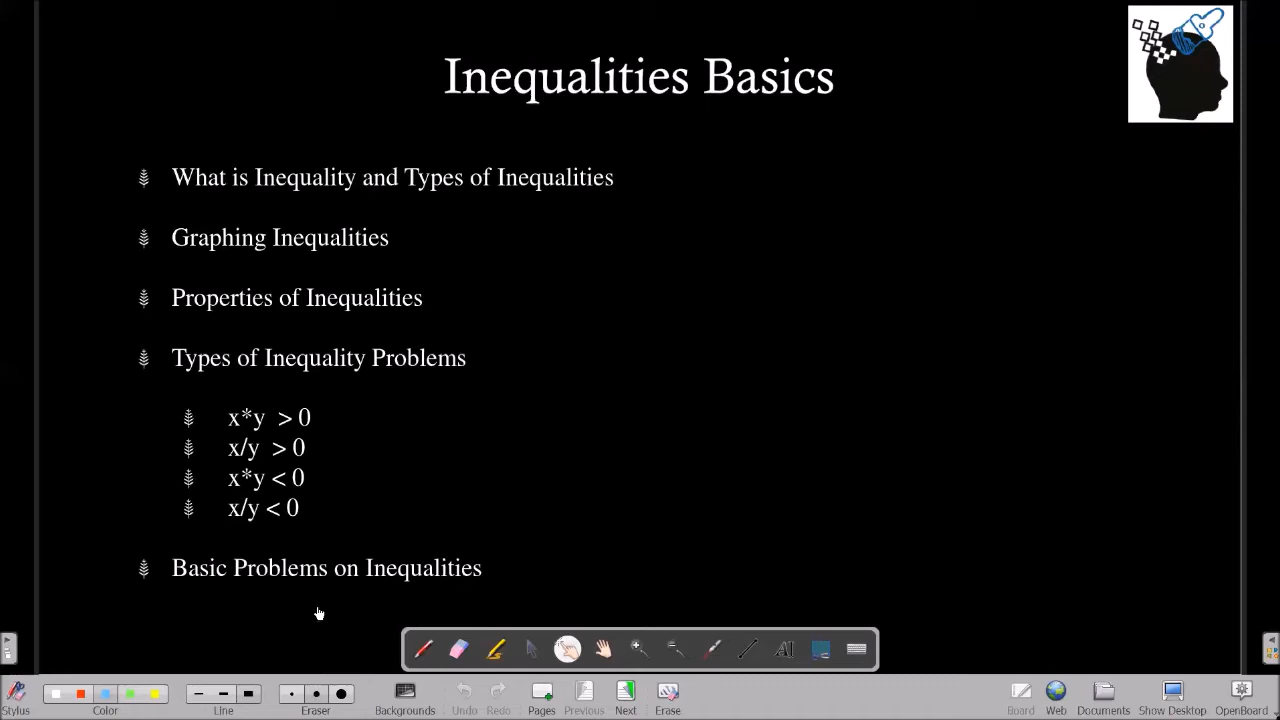 Inequalities Basics
What is Inequality and Types of Inequalities
Graphing Inequalities
Properties of Inequalities
Types of Inequality Problems
x*y > 0
x/y > 0
x*y < 0
x/y < 0
Basic Problems on Inequalities
AI
Stylus Color Line Eraser Backgrounds Undo Redo Pages Previous Next Erase Board Web Documents Show Desktop OpenBoard